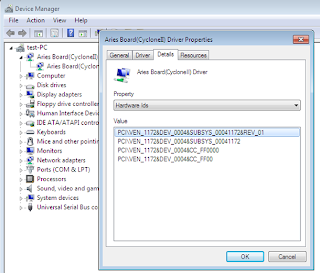 Device Manager
File Action View Help
test-PC
Aries Board(CycloneII)
Aries Board(CycloneII)
Computer
Disk drives
Display adapters
Floppy drive controller
Human Interface Device
IDE ATA/ATAPI control
Keyboards
Mice and other pointing
Monitors
Network adapters
Ports (COM & LPT)
Processors
Sound, video and game
System devices
Universal Serial Bus co
Aries Board(CycloneII) Driver Properties
General Driver Details Resources
Aries Board(CycloneII) Driver
Property
Hardware Ids
Value
PCI\VEN_1172&DEV_0004&SUBSYS_00041172&REV_01
PCI\VEN_1172&DEV_0004&SUBSYS_00041172
PCI\VEN_1172&DEV_0004&CC_FF0000
PCI\VEN_1172&DEV_0004&CC_FF00
OK Cancel